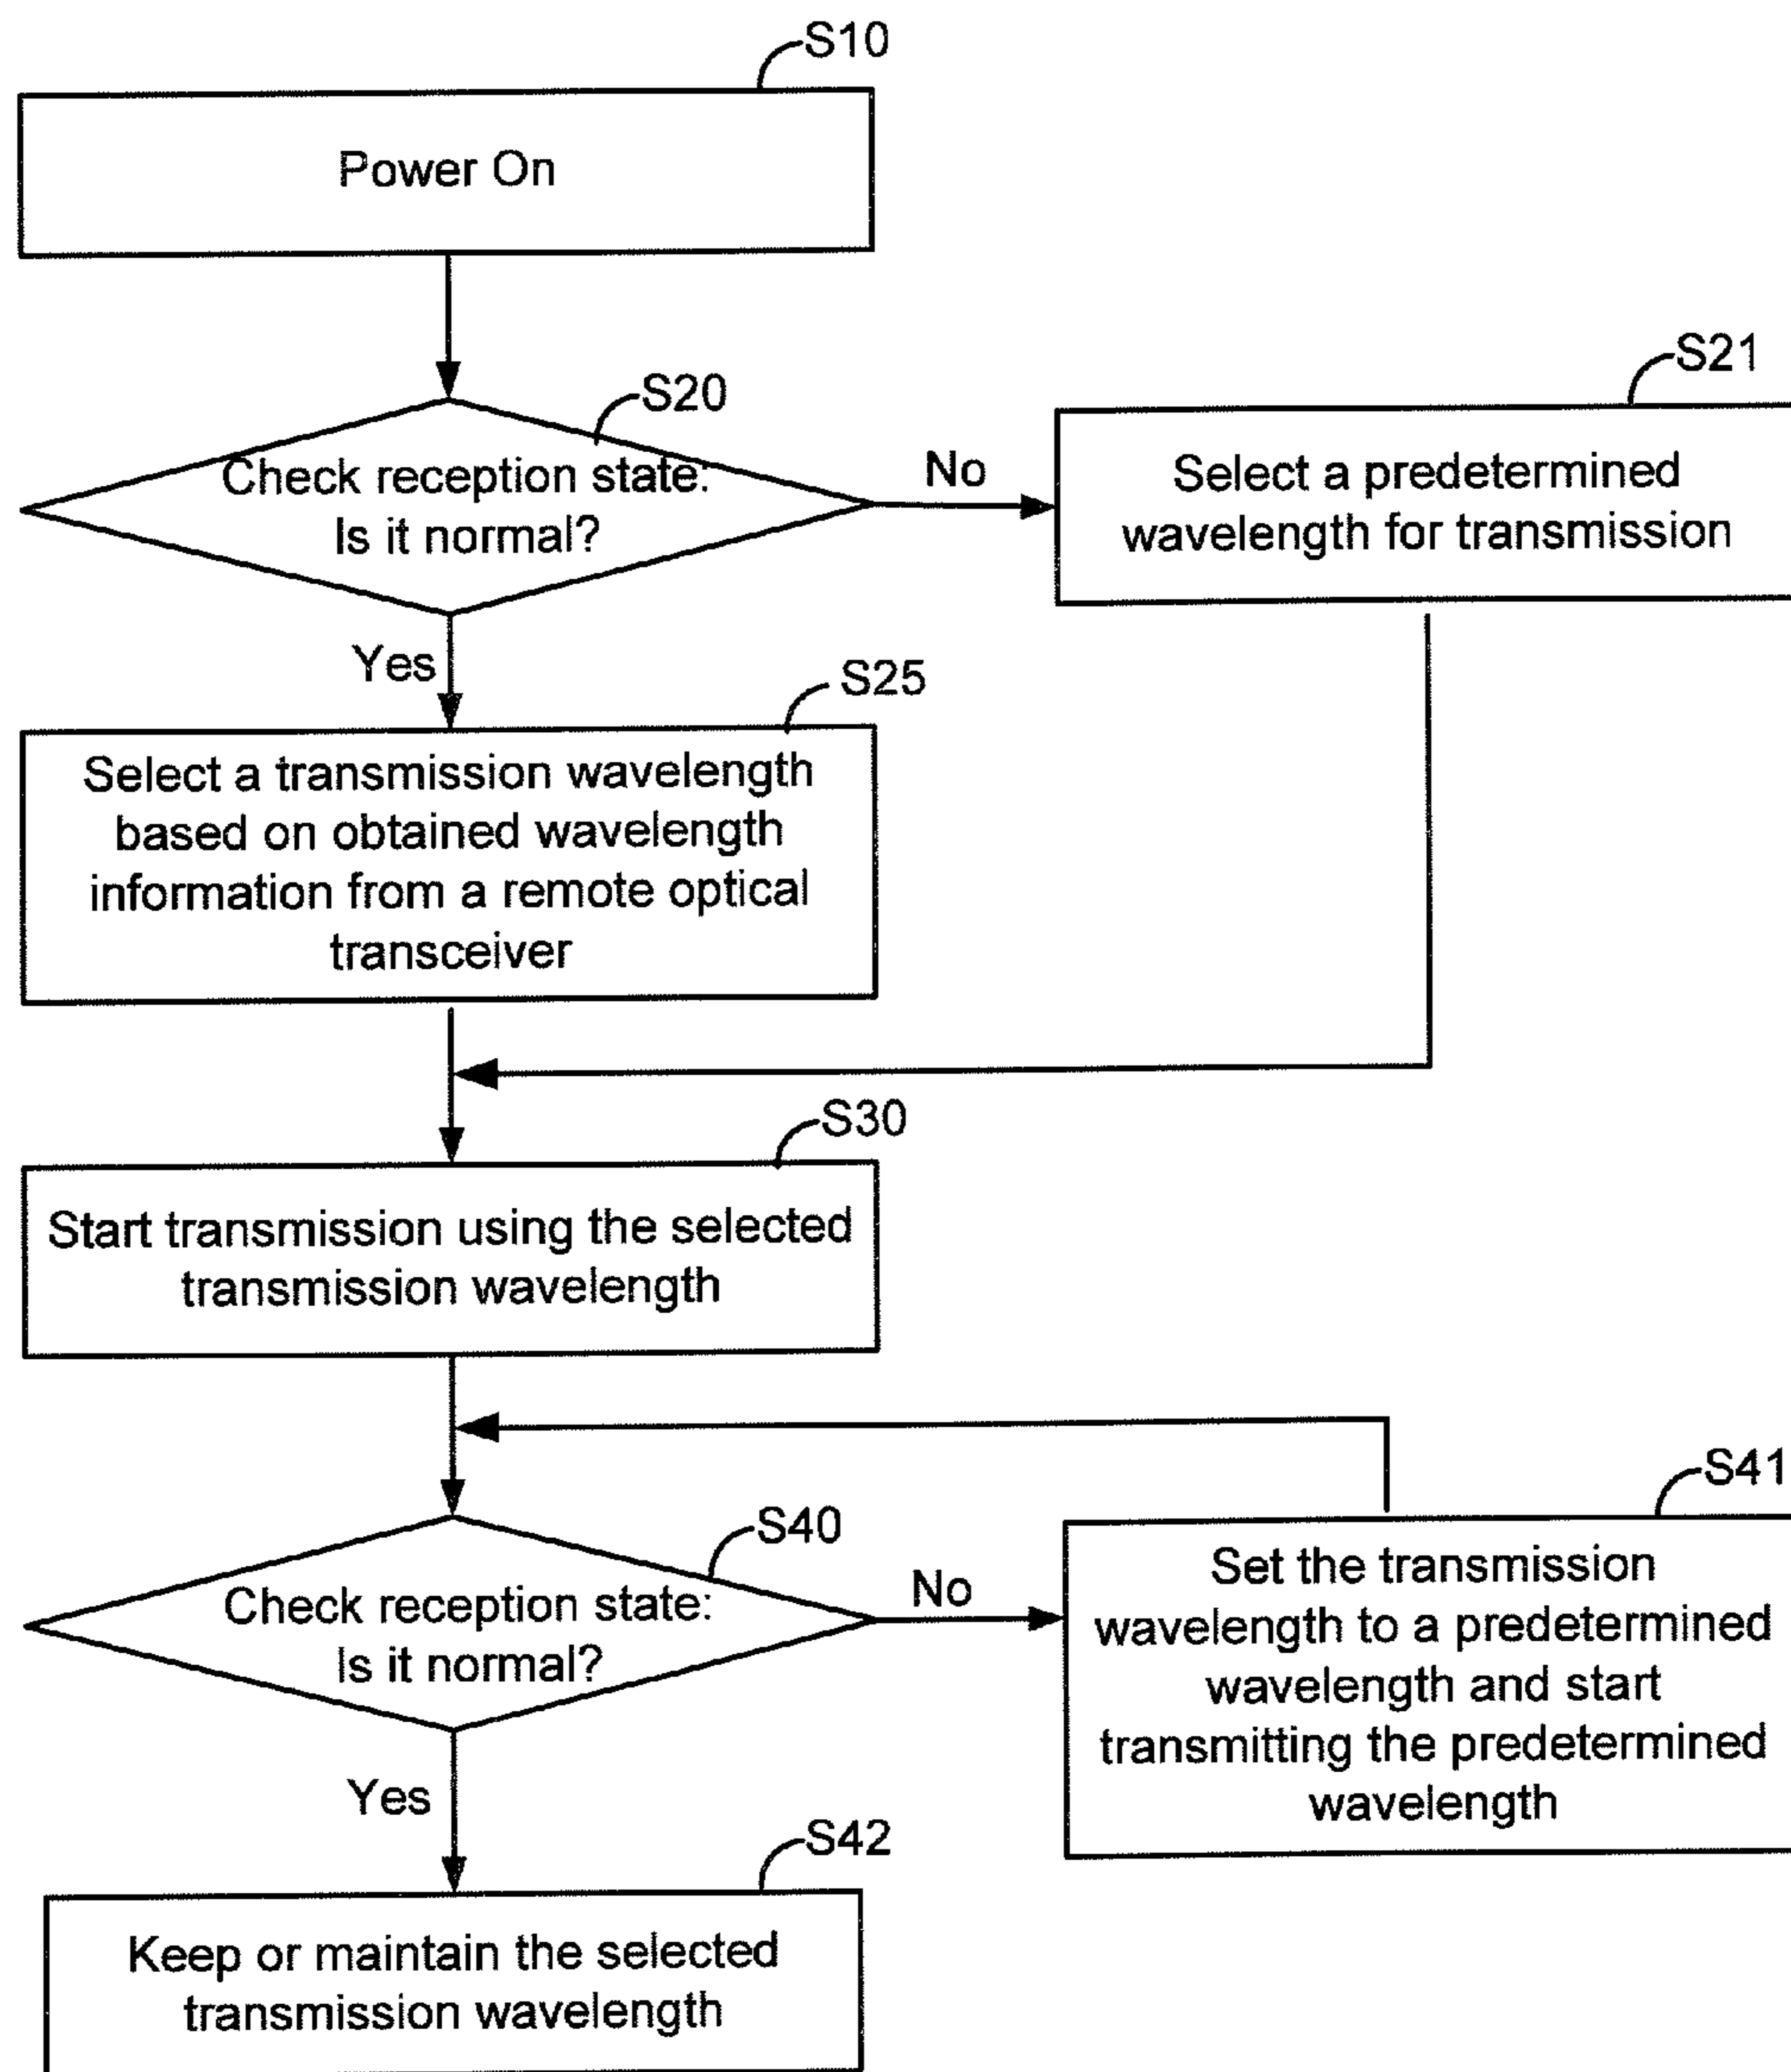 S10
Power On
S20
Check reception state:
Is it normal?
No
S21
Select a predetermined
wavelength for transmission
Yes
S25
Select a transmission wavelength
based on obtained wavelength
information from a remote optical
transceiver
S30
Start transmission using the selected
transmission wavelength
S40
Check reception state:
Is it normal?
No
S41
Set the transmission
wavelength to a predetermined
wavelength and start
transmitting the predetermined
wavelength
Yes
S42
Keep or maintain the selected
transmission wavelength